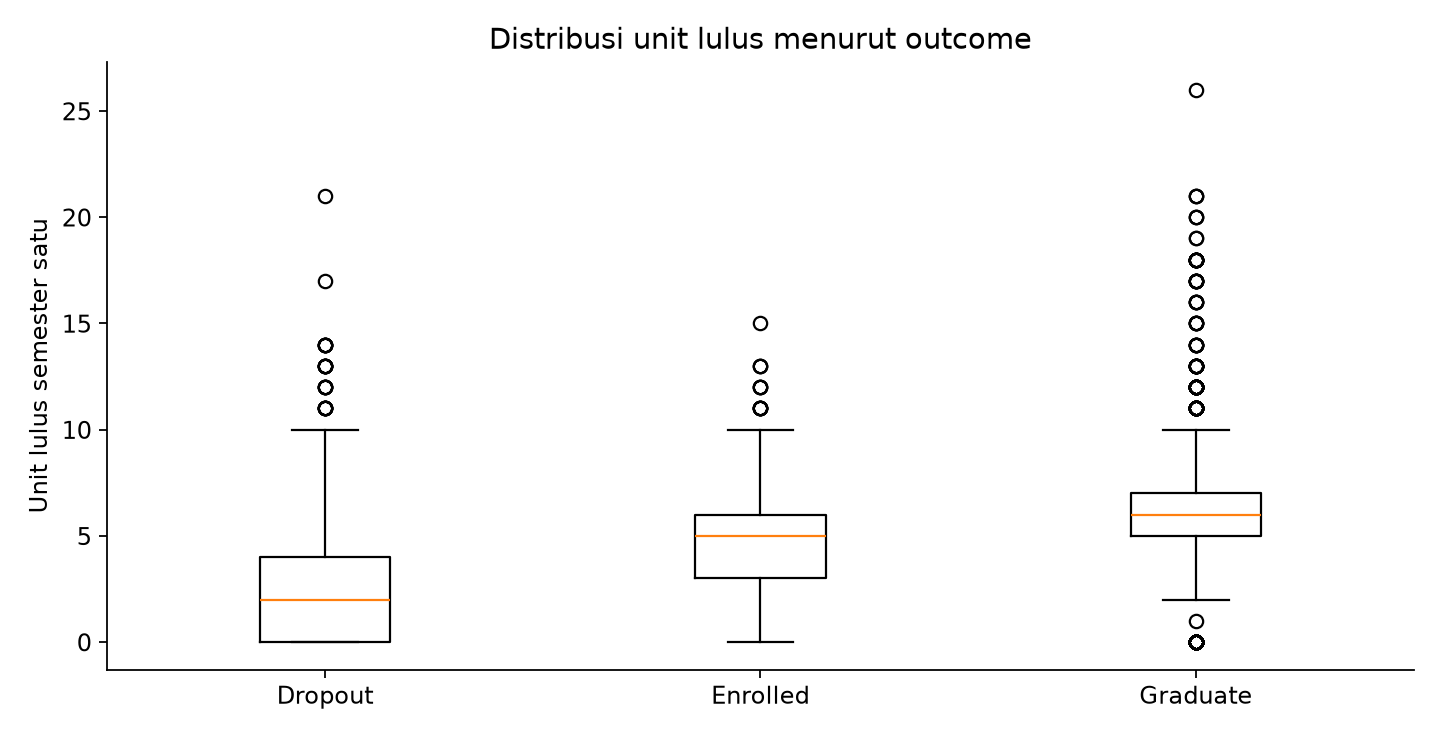 Distribusi unit lulus menurut outcome
Unit lulus semester satu
25
20
15
10
5
0
Dropout
Enrolled
Graduate